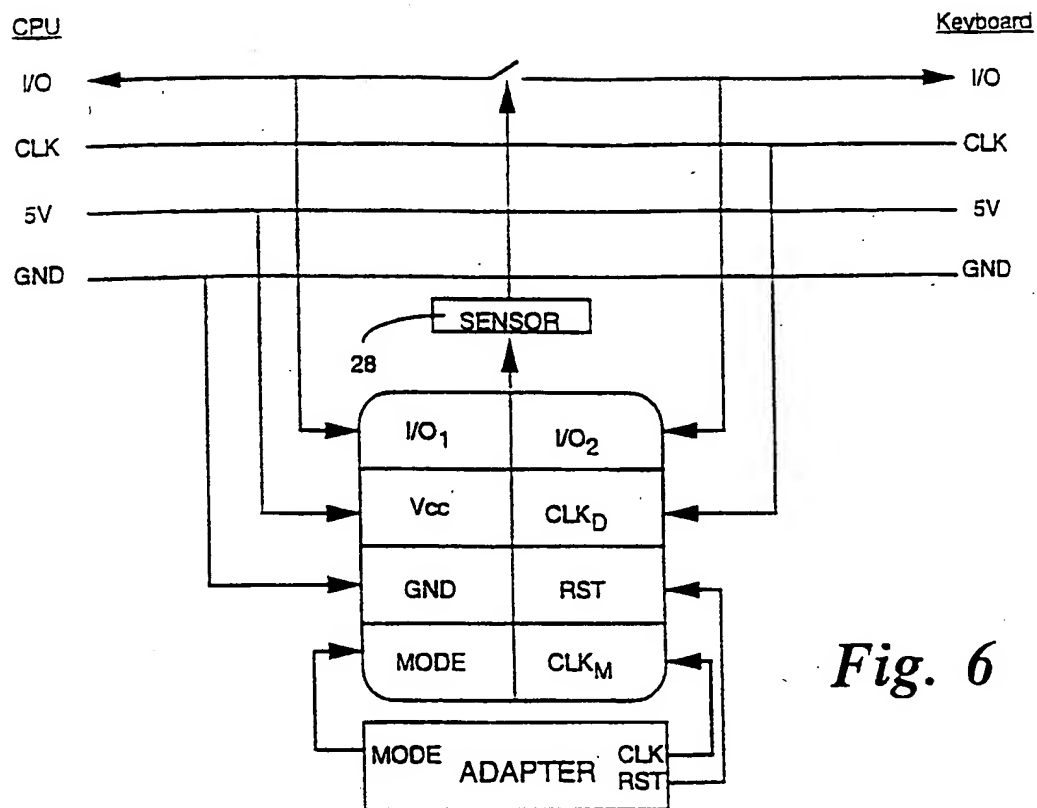 CPU
Keyboard
I/O
I/O
CLK
CLK
5V
5V
GND
GND
SENSOR
28
I/O1
I/O2
Vcc
CLKD
GND
RST
MODE
CLKM
Fig. 6
MODE
ADAPTER
CLK
RST